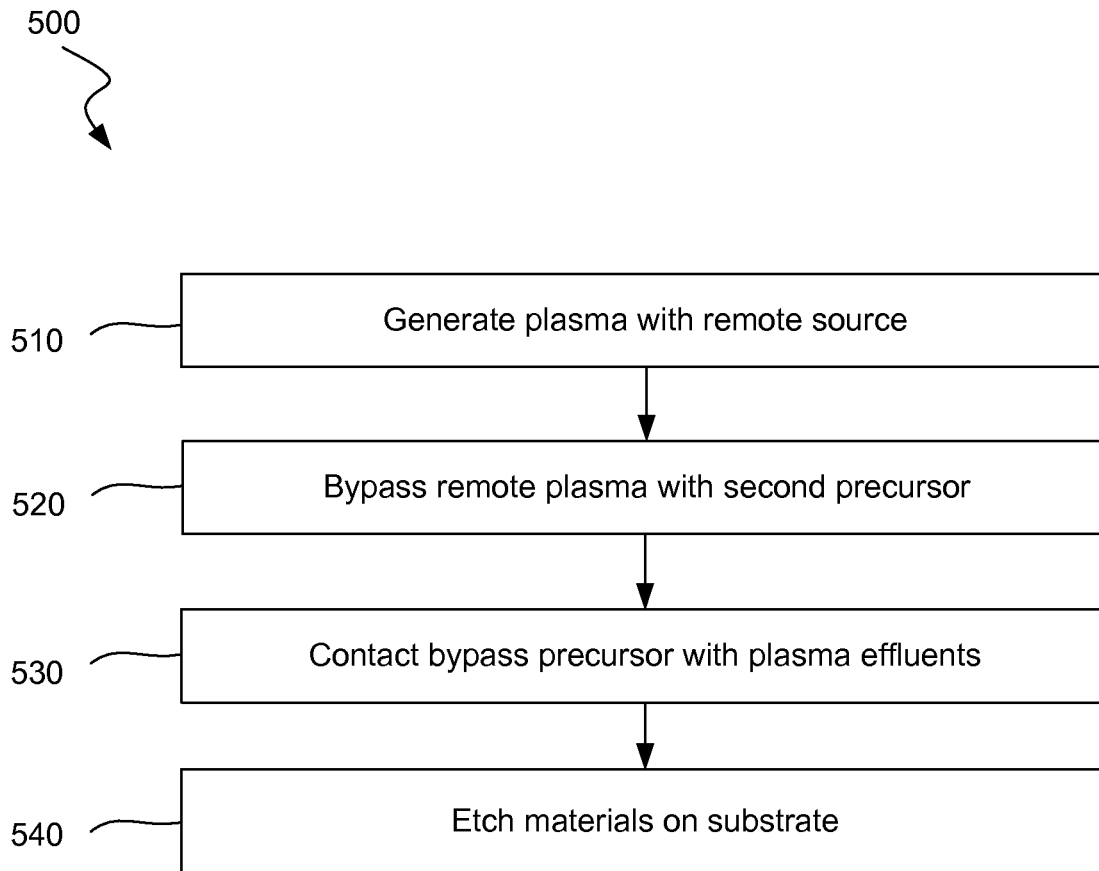 500
510
Generate plasma with remote source
520
Bypass remote plasma with second precursor
530
Contact bypass precursor with plasma effluents
540
Etch materials on substrate